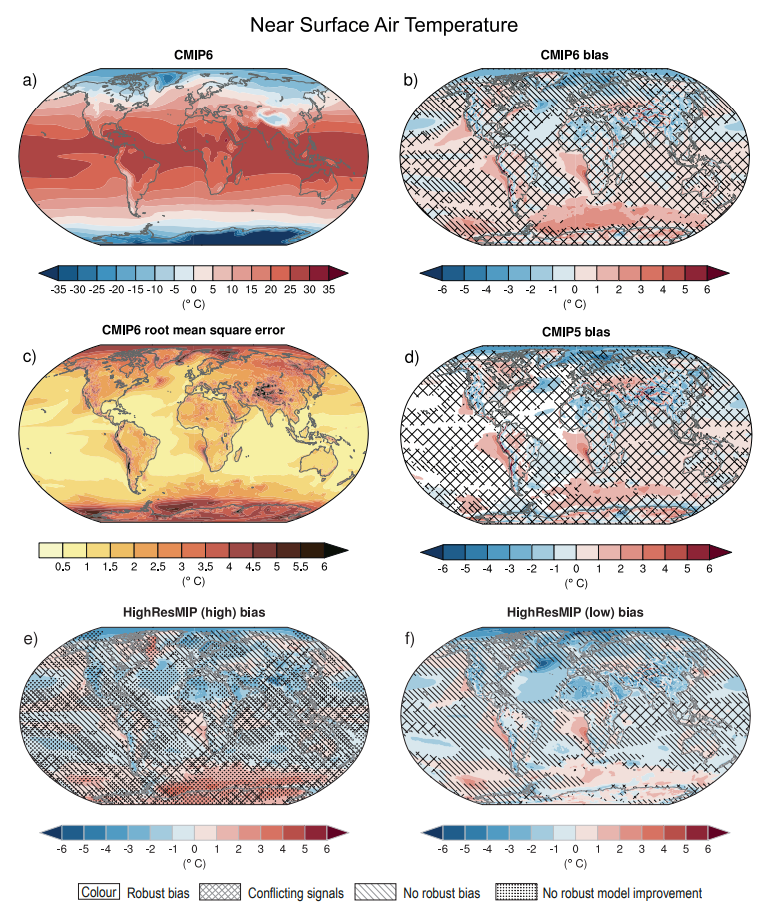 Near Surface Air Temperature
CMIP6
CMIP6 bias
a)
b)
-35 -30 -25 -20 -15 -10 -5 0 5 10 15 20 25 30 35
(° C)
-6 -5 -4 -3 -2 -1 0 1 2 3 4 5 6
(° C)
CMIP6 root mean square error
CMIP5 bias
c)
d)
0.5 1 1.5 2 2.5 3 3.5 4 4.5 5 5.5 6
(° C)
-6 -5 -4 -3 -2 -1 0 1 2 3 4 5 6
(° C)
HighResMIP (high) bias
HighResMIP (low) bias
e)
f)
-6 -5 -4 -3 -2 -1 0 1 2 3 4 5 6
(° C)
-6 -5 -4 -3 -2 -1 0 1 2 3 4 5 6
(° C)
Colour Robust bias Conflicting signals No robust bias No robust model improvement